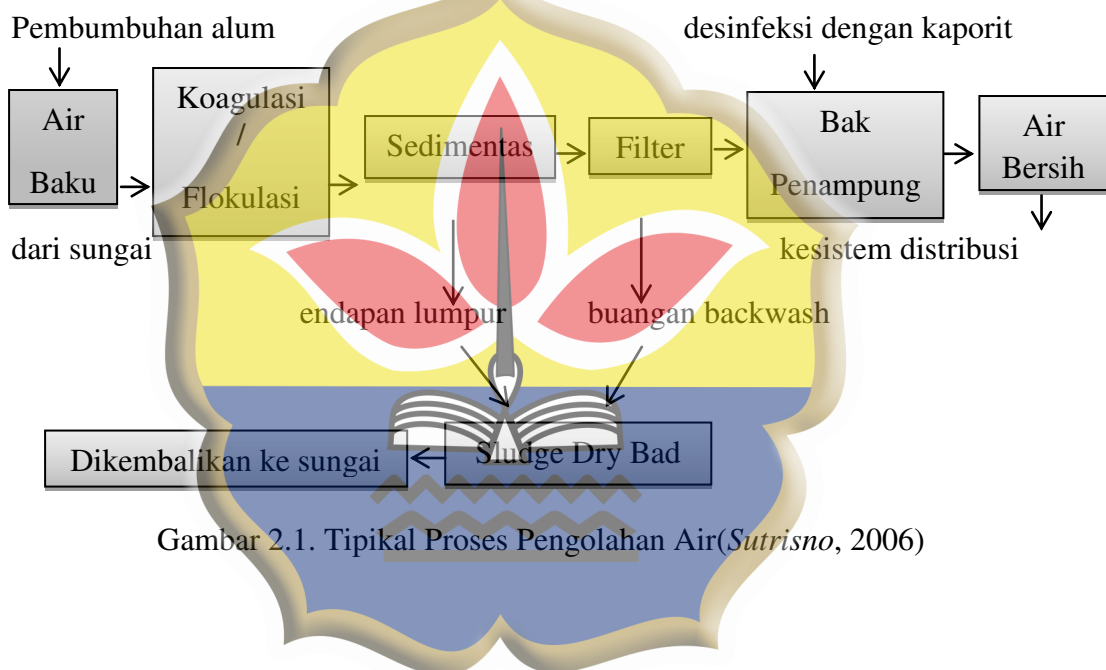 Pembumbuhan alum
desinfeksi dengan kaporit
Air
Baku
Koagulasi
/
Flokulasi
Sedimentas
Filter
Bak
Penampung
Air
Bersih
dari sungai
kesistem distribusi
endapan lumpur
buangan backwash
Dikembalikan ke sungai
Sludge Dry Bad
Gambar 2.1. Tipikal Proses Pengolahan Air(Sutrisno, 2006)